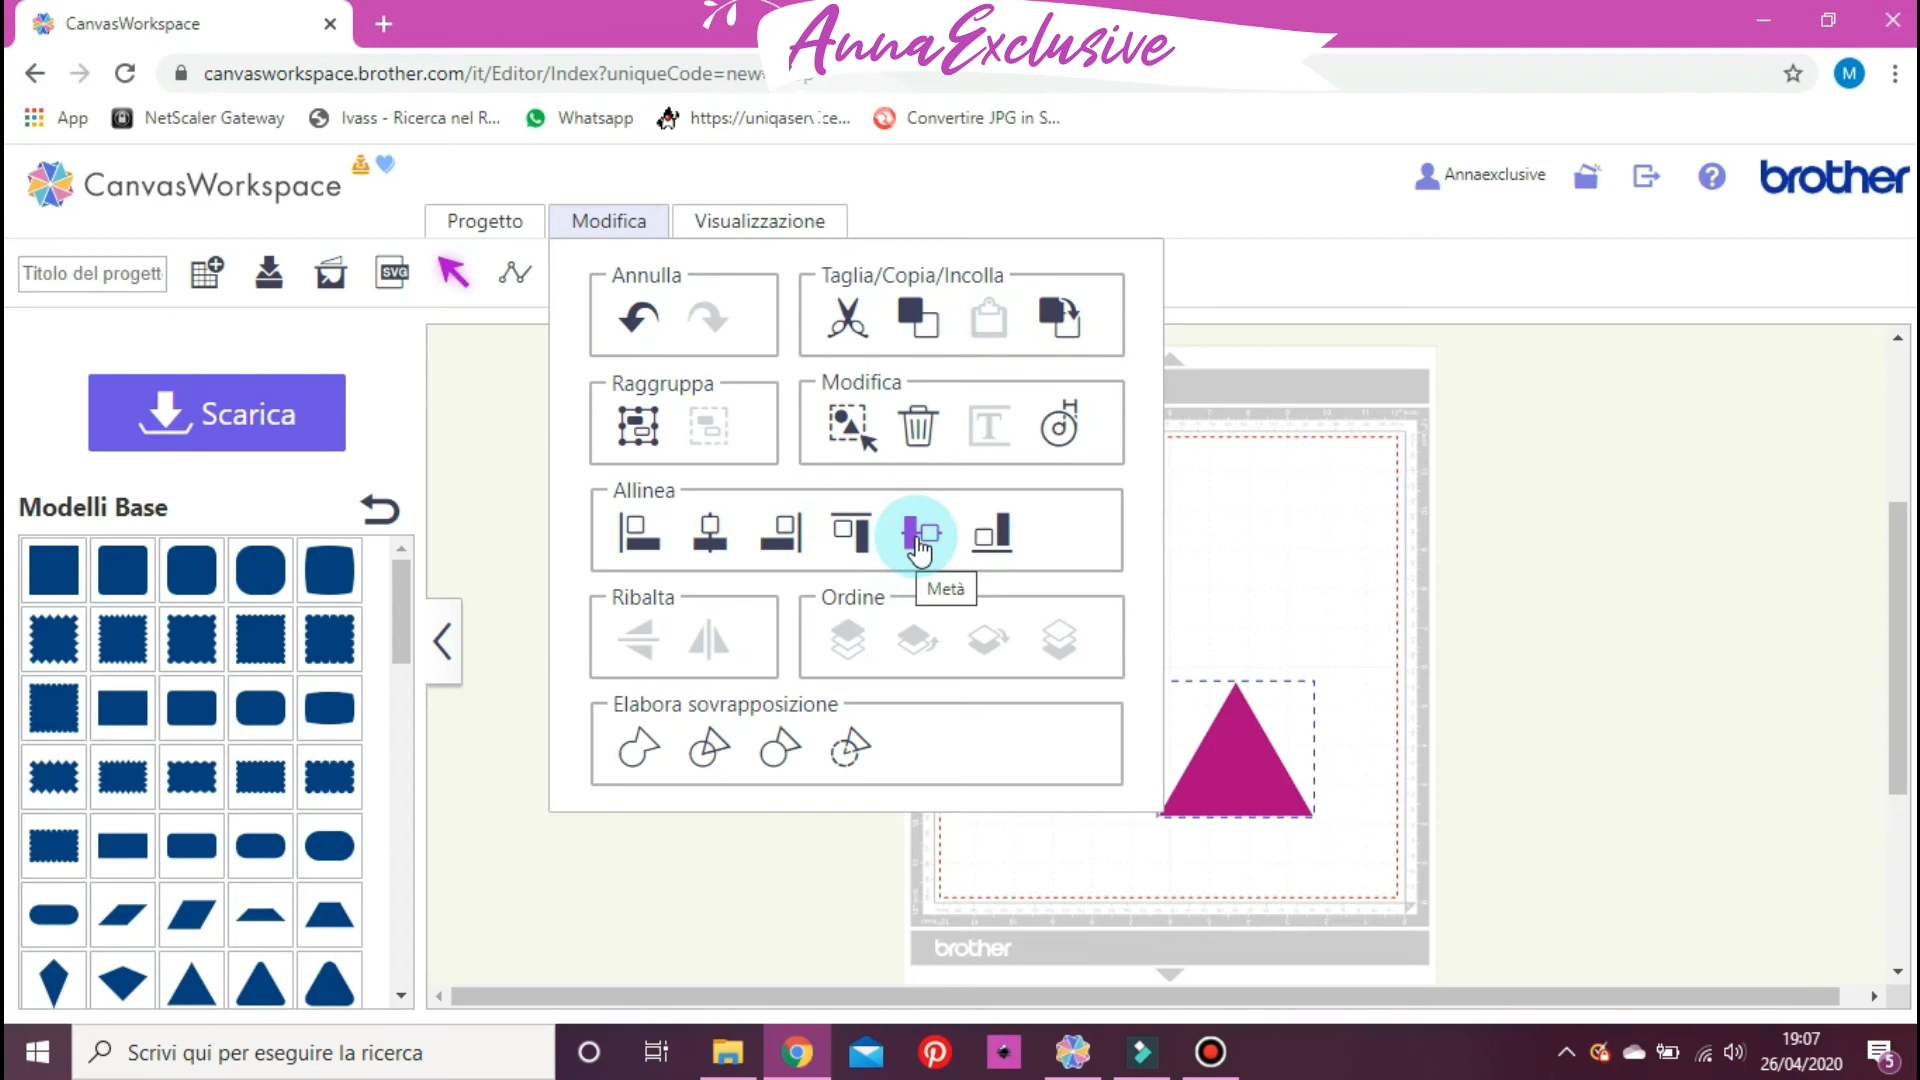 CanvasWorkspace
AnnaExclusive
canvasworkspace.brother.com/it/Editor/Index?uniqueCode=new
M
App
NetScaler Gateway
Ivass - Ricerca nel R...
Whatsapp
Convertire JPG in S...
CanvasWorkspace
Annaexclusive
brother
Progetto
Modifica
Visualizzazione
Titolo del progett
SVG
Annulla
Taglia/Copia/Incolla
Scarica
Raggruppa
Modifica
Allinea
Modelli Base
Metà
Ribalta
Ordine
Elabora sovrapposizione
brother
Scrivi qui per eseguire la ricerca
19:07
26/04/2020
5